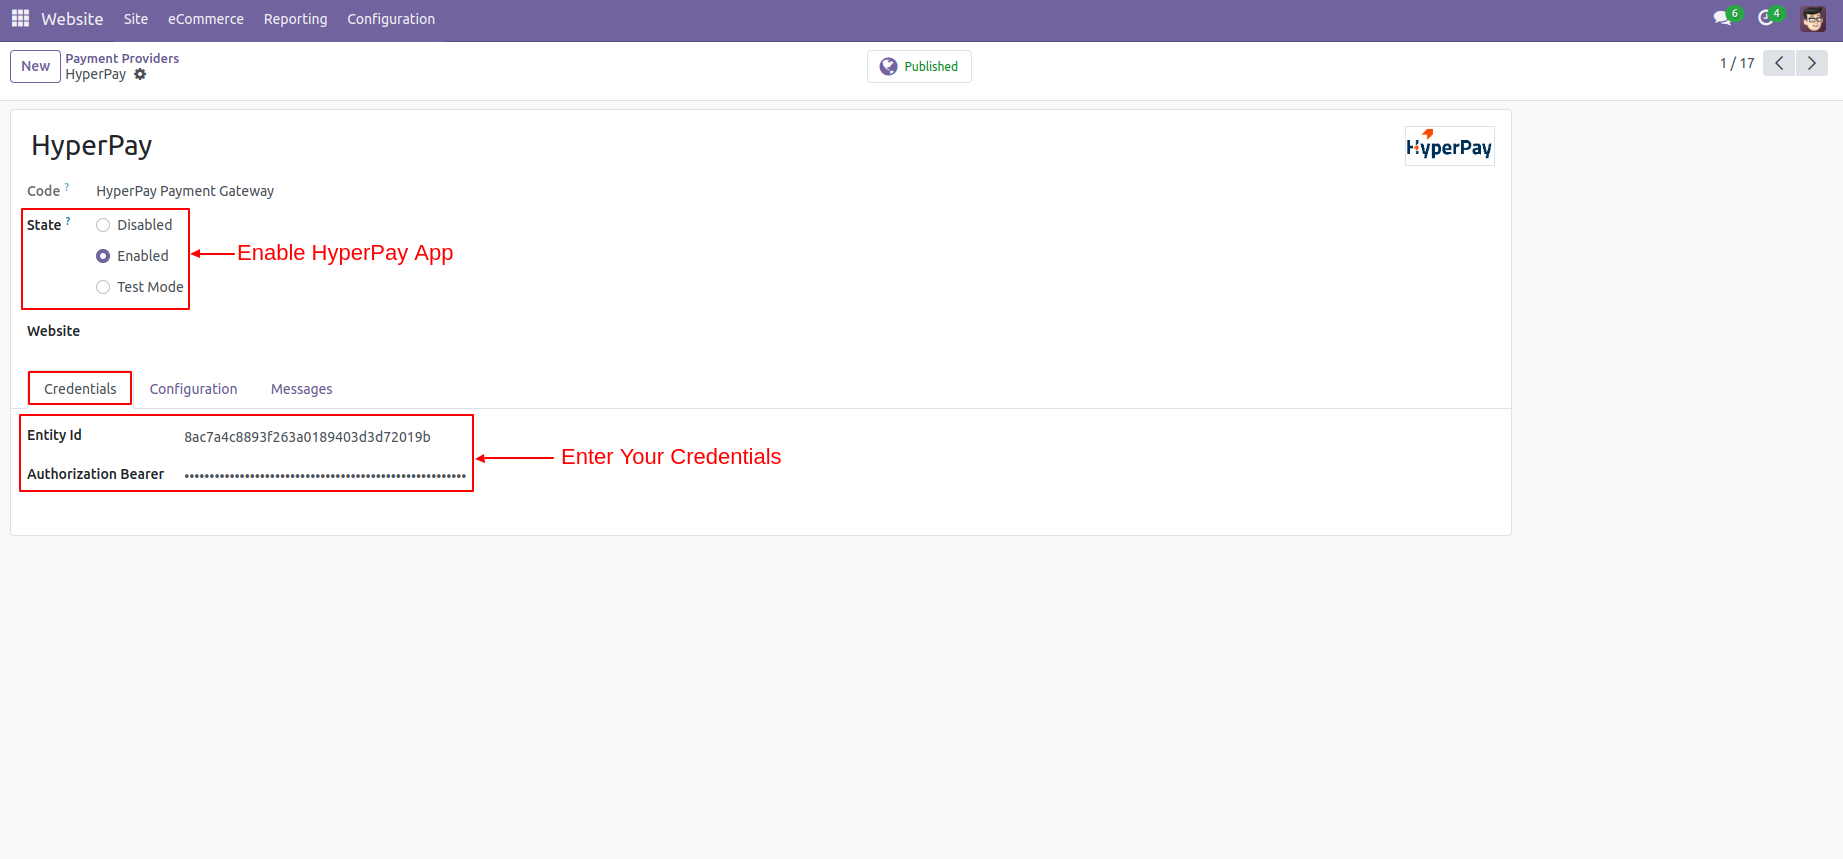 Website Site eCommerce Reporting Configuration 6 4
New Payment Providers
HyperPay
Published
1 / 17
HyperPay
HyperPay
Code ? HyperPay Payment Gateway
State ? Disabled
Enabled
Enable HyperPay App
Test Mode
Website
Credentials Configuration Messages
Entity Id 8ac7a4c8893f263a0189403d3d72019b
Enter Your Credentials
Authorization Bearer ••••••••••••••••••••••••••••••••••••••••••••••••••••••••